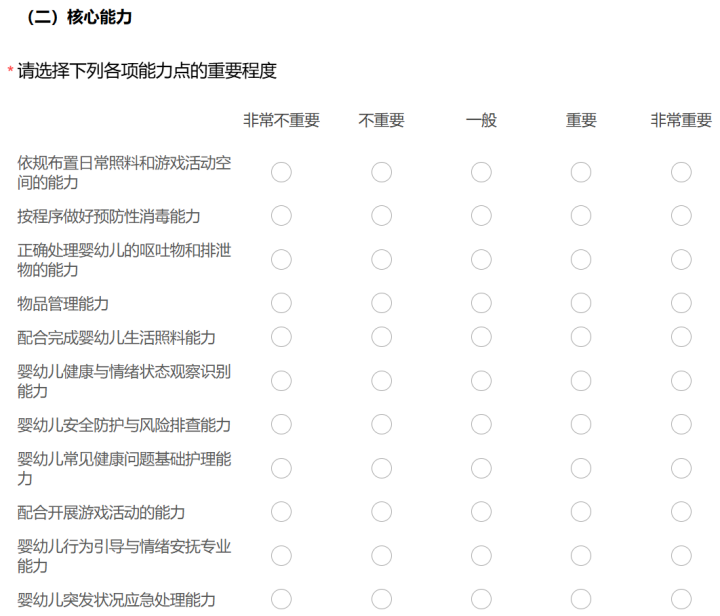 （二）核心能力
*请选择下列各项能力点的重要程度
非常不重要 不重要 一般 重要 非常重要
依规布置日常照料和游戏活动空
间的能力
按程序做好预防性消毒能力
正确处理婴幼儿的呕吐物和排泄
物的能力
物品管理能力
配合完成婴幼儿生活照料能力
婴幼儿健康与情绪状态观察识别
能力
婴幼儿安全防护与风险排查能力
婴幼儿常见健康问题基础护理能
力
配合开展游戏活动的能力
婴幼儿行为引导与情绪安抚专业
能力
婴幼儿突发状况应急处理能力